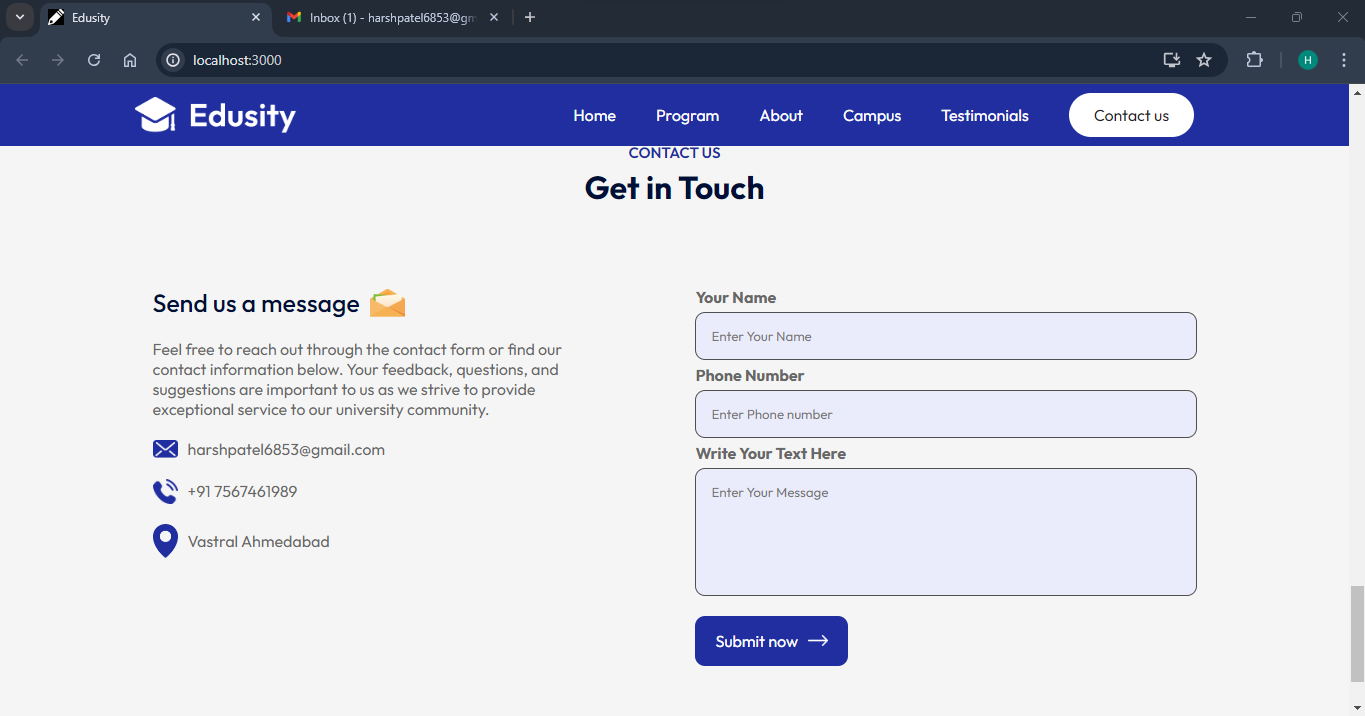 Edusity
Inbox (1) - harshpatel6853@gm
localhost:3000
H
Edusity
Home
Program
About
Campus
Testimonials
Contact us
CONTACT US
Get in Touch
Send us a message
Feel free to reach out through the contact form or find our
contact information below. Your feedback, questions, and
suggestions are important to us as we strive to provide
exceptional service to our university community.
harshpatel6853@gmail.com
+91 7567461989
Vastral Ahmedabad
Your Name
Enter Your Name
Phone Number
Enter Phone number
Write Your Text Here
Enter Your Message
Submit now